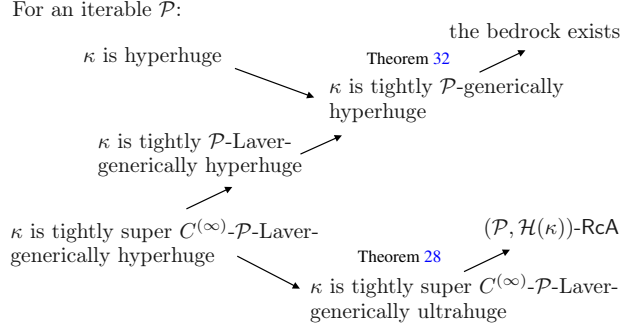 For an iterable 𝒫:
the bedrock exists
κ is hyperhuge
Theorem 32
κ is tightly 𝒫-generically
hyperhuge
κ is tightly 𝒫-Laver-
generically hyperhuge
κ is tightly super C^(∞)-𝒫-Laver-
generically hyperhuge
(𝒫, ℋ(κ))-RcA
Theorem 28
κ is tightly super C^(∞)-𝒫-Laver-
generically ultrahuge